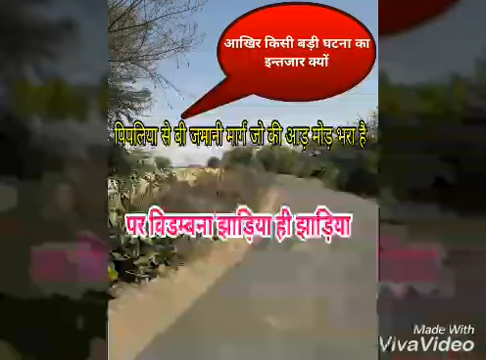 आखिर किसी बड़ी घटना का
इन्तजार क्यों
पिपलिया से बी जमानी मार्ग जो की आड़ मोड़ भरा है
पर विडम्बना झाड़िया ही झाड़िया
Made With
VivaVideo